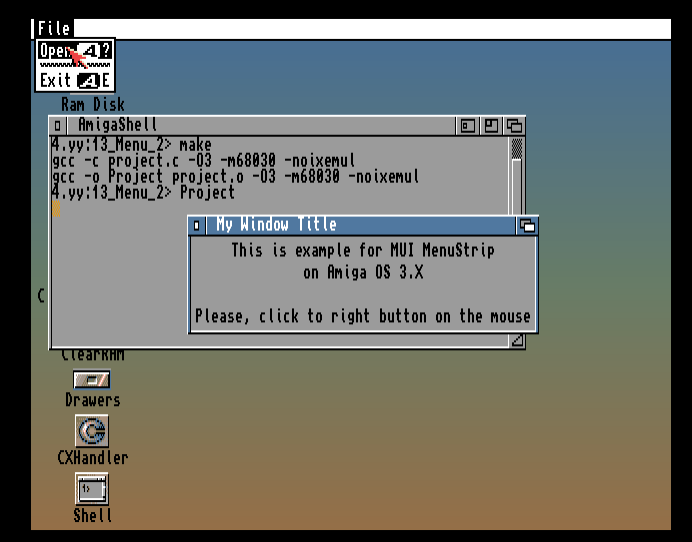 File
Open A?
Exit AE
Ram Disk
AmigaShell
4.yy:13_Menu_2> make
gcc -c project.c -O3 -m68030 -noixemul
gcc -o Project project.o -O3 -m68030 -noixemul
4.yy:13_Menu_2> Project
My Window Title
This is example for MUI MenuStrip
on Amiga OS 3.X
Please, click to right button on the mouse
C
ClearRAM
Drawers
CXHandler
1>
Shell